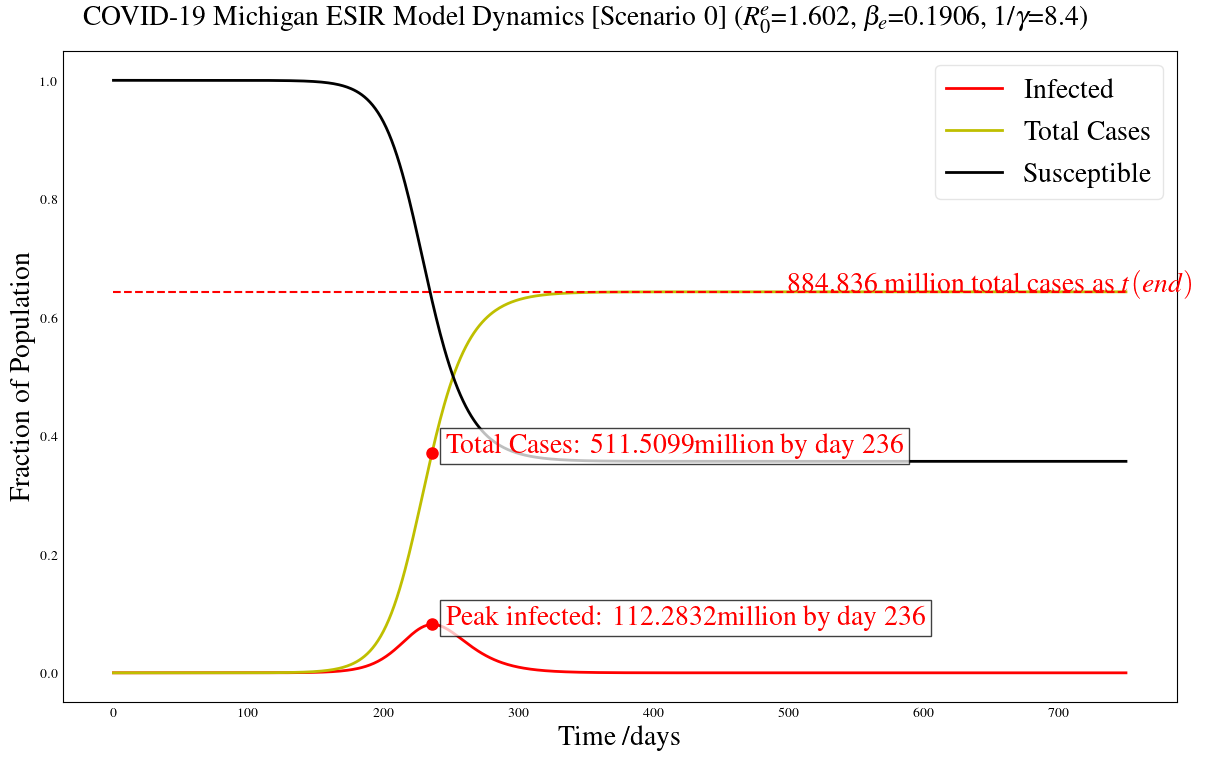 COVID-19 Michigan ESIR Model Dynamics [Scenario 0] ($R_0^e$=1.602, $\beta_e$=0.1906, 1/$\gamma$=8.4)
Infected
Total Cases
Susceptible
1.0
0.8
0.6
0.4
0.2
0.0
Fraction of Population
884.836 million total cases as t(end)
Total Cases: 511.5099million by day 236
Peak infected: 112.2832million by day 236
0 100 200 300 400 500 600 700
Time /days